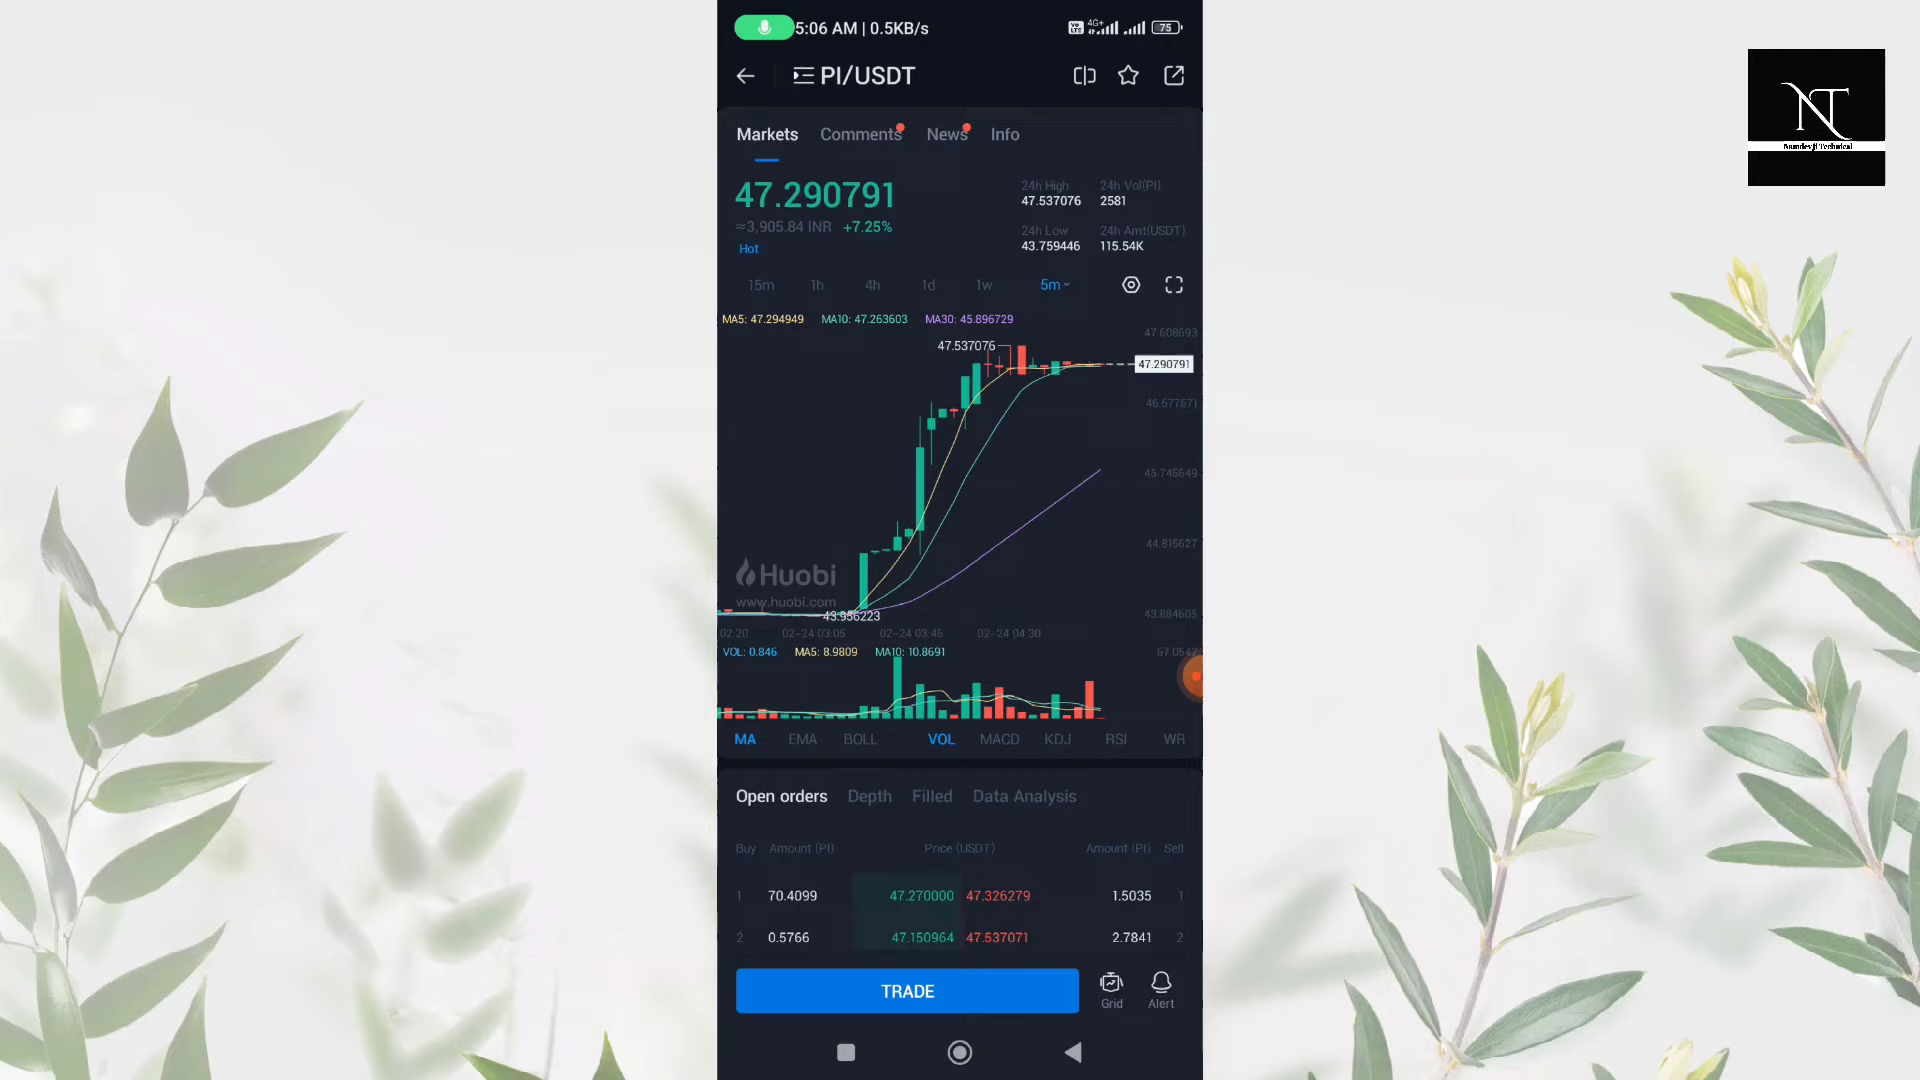 5:06 AM | 0.5KB/s
4G+
75
PI/USDT
NT
Markets Comments News Info
47.290791
≈3,905.84 INR +7.25%
Hot
24h High 24h Vol(PI)
47.537076 2581
24h Low 24h Amt(USDT)
43.759446 115.54K
15m 1h 4h 1d 1w 5m
MA5: 47.294949 MA10: 47.263603 MA30: 45.896729
47.608693
47.537076
47.290791
46.677671
45.746649
44.815627
Huobi
www.huobi.com
43.956223
43.884605
02:20 02-24 03:05 02-24 03:45 02-24 04:30
VOL: 0.846 MA5: 8.9809 MA10: 10.8691
67.0542
MA EMA BOLL VOL MACD KDJ RSI WR
Open orders Depth Filled Data Analysis
Buy Amount (PI) Price (USDT) Amount (PI) Sell
1 70.4099 47.270000 47.326279 1.5035 1
2 0.5766 47.150964 47.537071 2.7841 2
TRADE
Grid
Alert